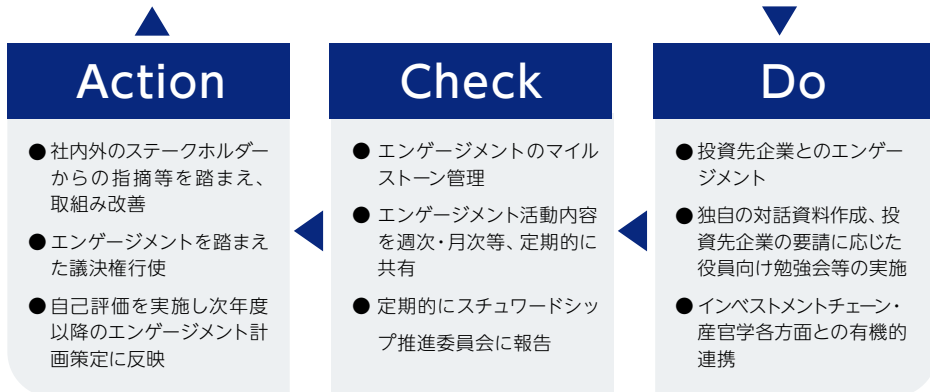 Action
● 社内外のステークホルダー
からの指摘等を踏まえ、
取組み改善
● エンゲージメントを踏まえ
た議決権行使
● 自己評価を実施し次年度
以降のエンゲージメント計
画策定に反映
Check
● エンゲージメントのマイル
ストーン管理
● エンゲージメント活動内容
を週次・月次等、定期的に
共有
● 定期的にスチュワードシッ
プ推進委員会に報告
Do
● 投資先企業とのエンゲー
ジメント
● 独自の対話資料作成、投
資先企業の要請に応じた
役員向け勉強会等の実施
● インベストメントチェーン・
産官学各方面との有機的
連携